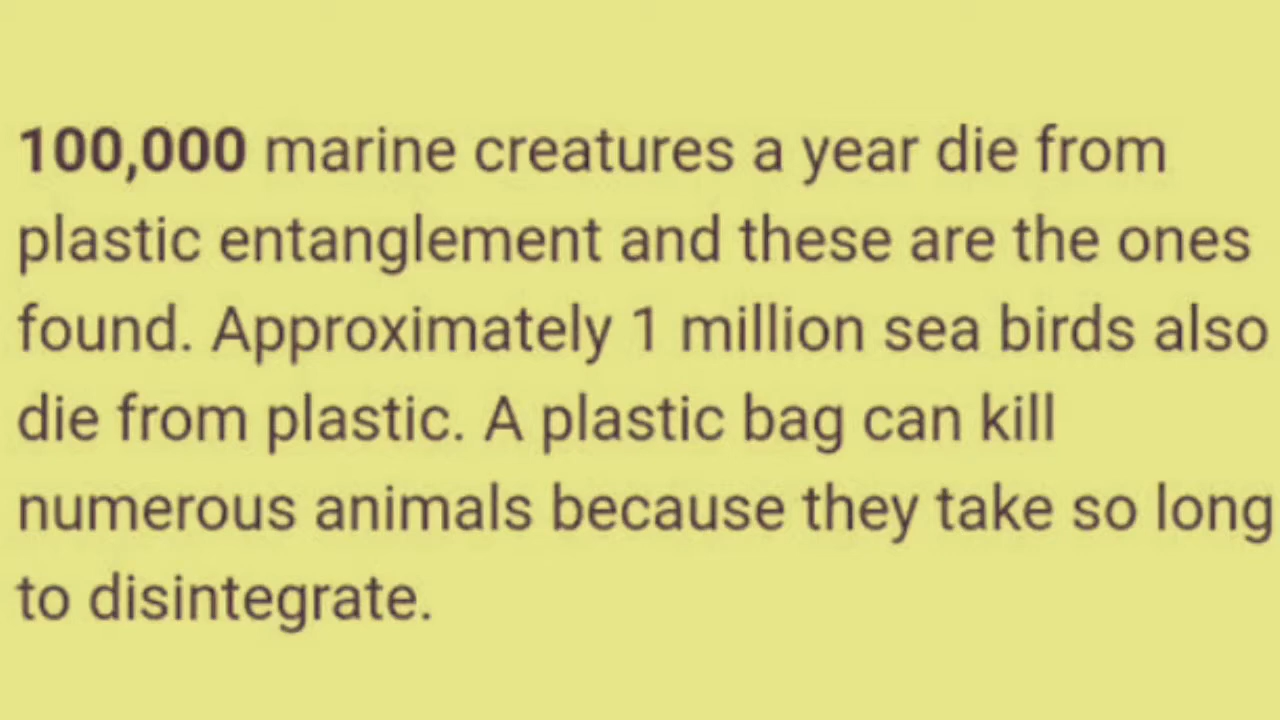 100,000 marine creatures a year die from
plastic entanglement and these are the ones
found. Approximately 1 million sea birds also
die from plastic. A plastic bag can kill
numerous animals because they take so long
to disintegrate.